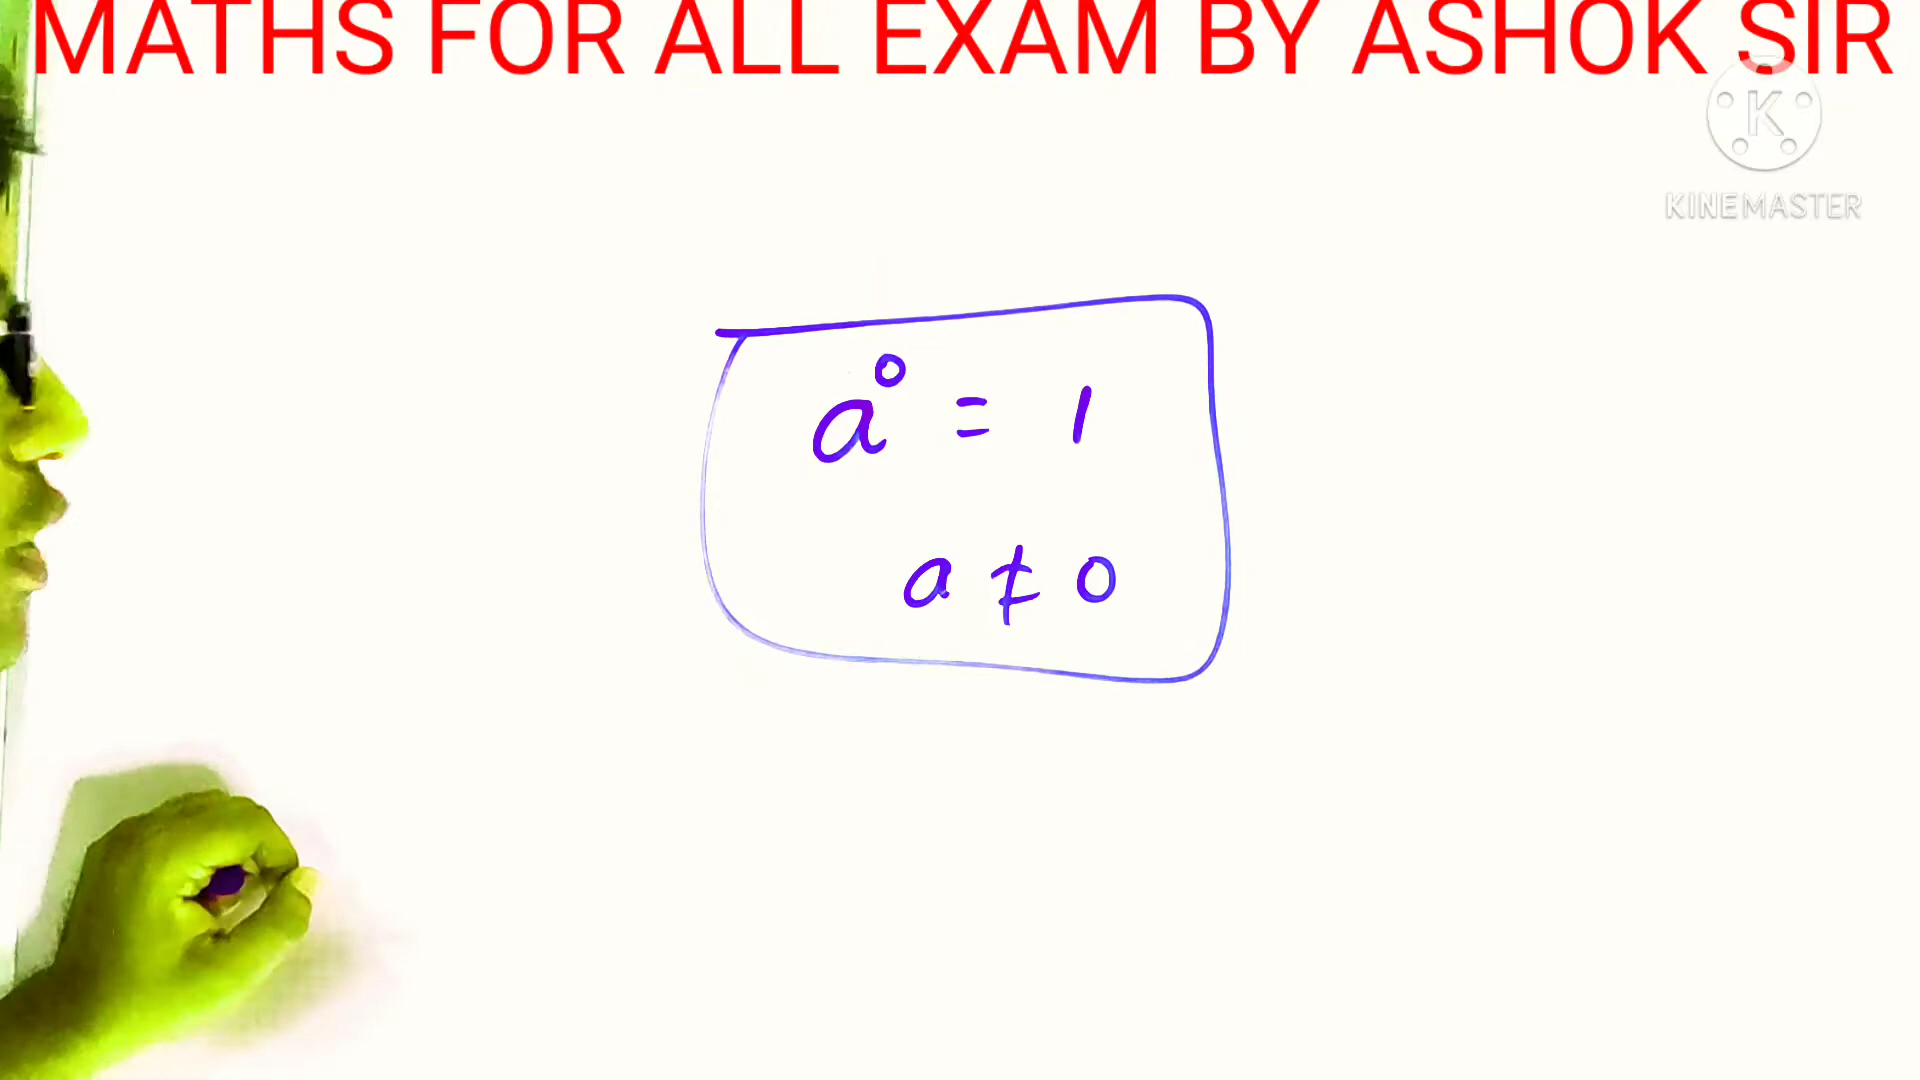 MATHS FOR ALL EXAM BY ASHOK SIR
K
KINEMASTER
a⁰ = 1
a ≠ 0